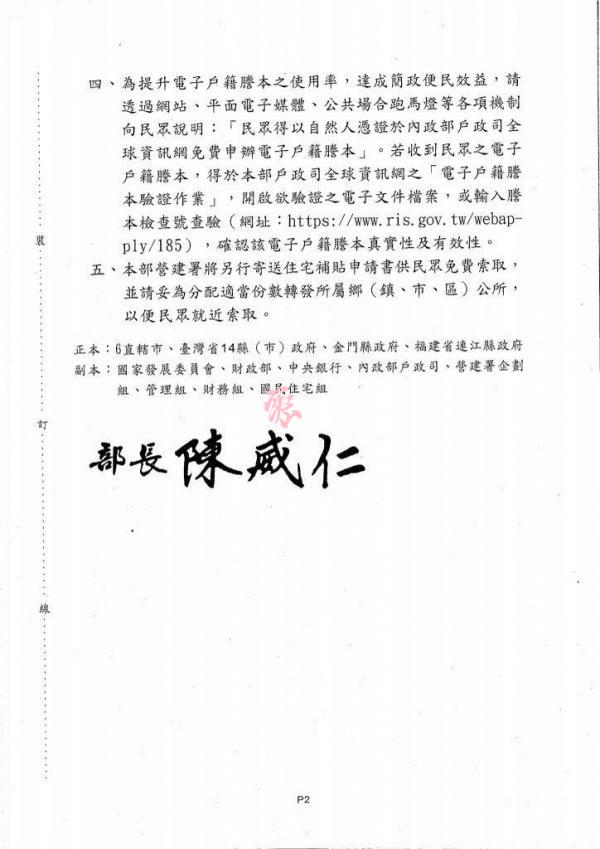 四、為提升電子戶籍謄本之使用率，達成簡政便民效益，請
透過網站、平面電子媒體、公共場合跑馬燈等各項機制
向民眾說明：「民眾得以自然人憑證於內政部戶政司全
球資訊網免費申辦電子戶籍謄本」。若收到民眾之電子
戶籍謄本，得於本部戶政司全球資訊網之「電子戶籍謄
本驗證作業」，開啟欲驗證之電子文件檔案，或輸入謄
本檢查號查驗（網址：https://www.ris.gov.tw/webap-
ply/185），確認該電子戶籍謄本真實性及有效性。
五、本部營建署將另行寄送住宅補貼申請書供民眾免費索取，
並請妥為分配適當份數轉發所屬鄉（鎮、市、區）公所，
以便民眾就近索取。
正本：6直轄市、臺灣省14縣（市）政府、金門縣政府、福建省連江縣政府
副本：國家發展委員會、財政部、中央銀行、內政部戶政司、營建署企劃
組、管理組、財務組、國民住宅組
部長 陳威仁
裝
訂
線
P2